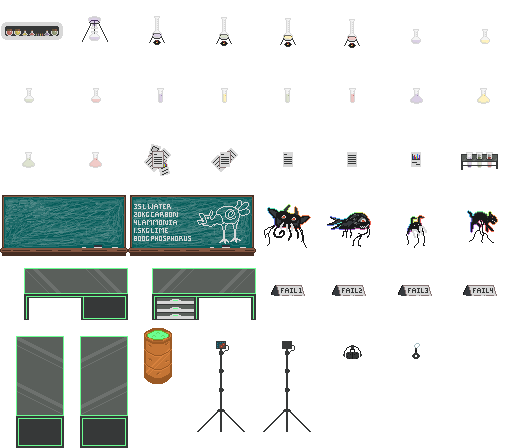 35L WATER
20KG CARBON
4L AMMONIA
1.5KG LIME
800G PHOSPHORUS
FAIL1
FAIL2
FAIL3
FAIL4